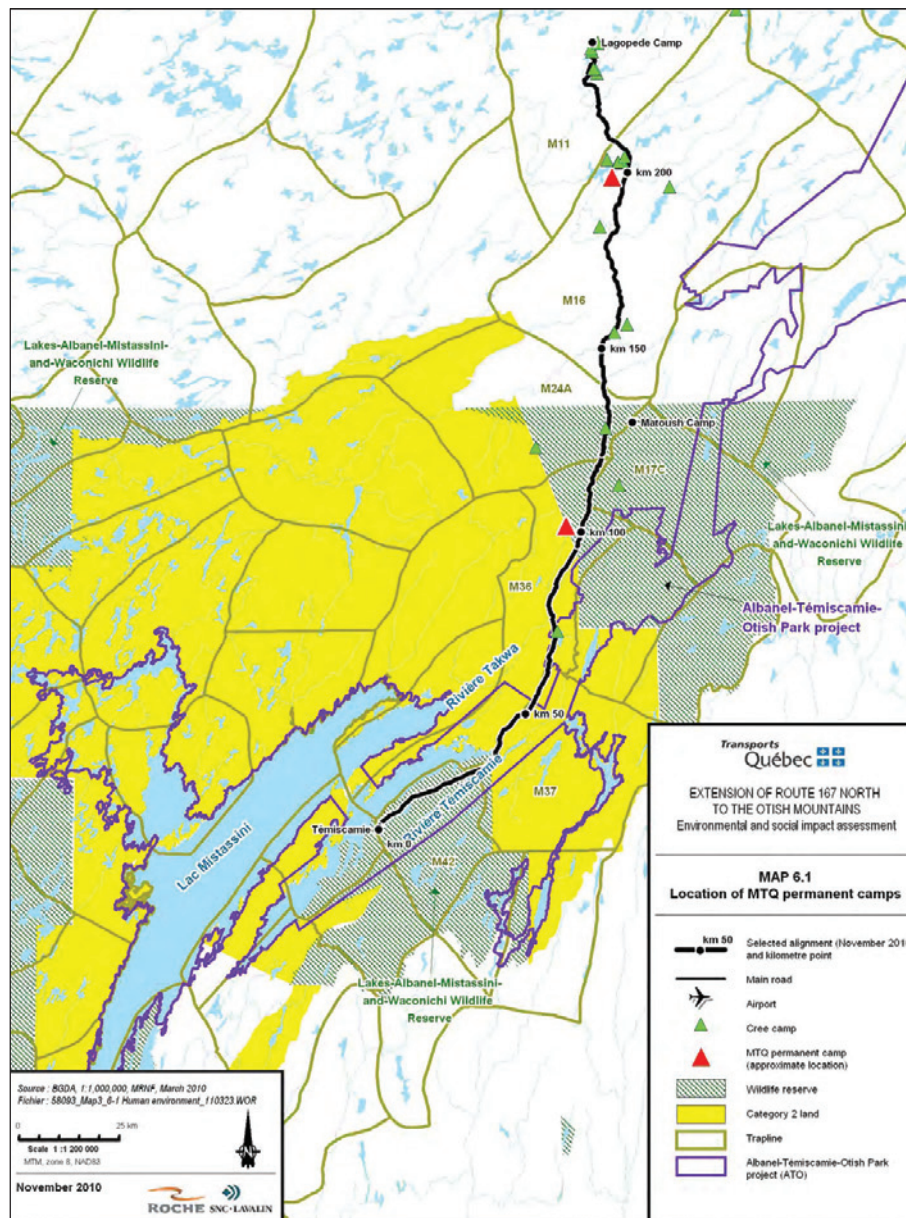 Lagopede Camp
M11
km 200
M16
Lakes-Albanel-Mistassini-
and-Waconichi Wildlife
Reserve
km 150
M24A
Matoush Camp
M17C
Lakes-Albanel-Mistassini-
and-Waconichi Wildlife
Reserve
km 100
M36
Albanel-Témiscamie-
Otish Park project
Rivière Takwa
km 50
M37
Rivière-Témiscamie
Témiscamie
km 0
M42
Lac Mistassini
Lakes-Albanel-Mistassini-
and-Waconichi Wildlife
Reserve
Transports
Québec
EXTENSION OF ROUTE 167 NORTH
TO THE OTISH MOUNTAINS
Environmental and social impact assessment
MAP 6.1
Location of MTQ permanent camps
km 50
Selected alignment (November 2010
and kilometre point
Main road
Airport
Cree camp
MTQ permanent camp
(approximate location)
Wildlife reserve
Category 2 land
Trapline
Albanel-Témiscamie-Otish Park
project (ATO)
Source : BGDA, 1:1,000,000, MRNF, March 2010
Fichier : 58093_Map3_6-1 Human environment_110323.WOR
0 25 km
Scale 1 :1 200 000
MTM, zone 8, NAD83
N
November 2010
ROCHE SNC·LAVALIN